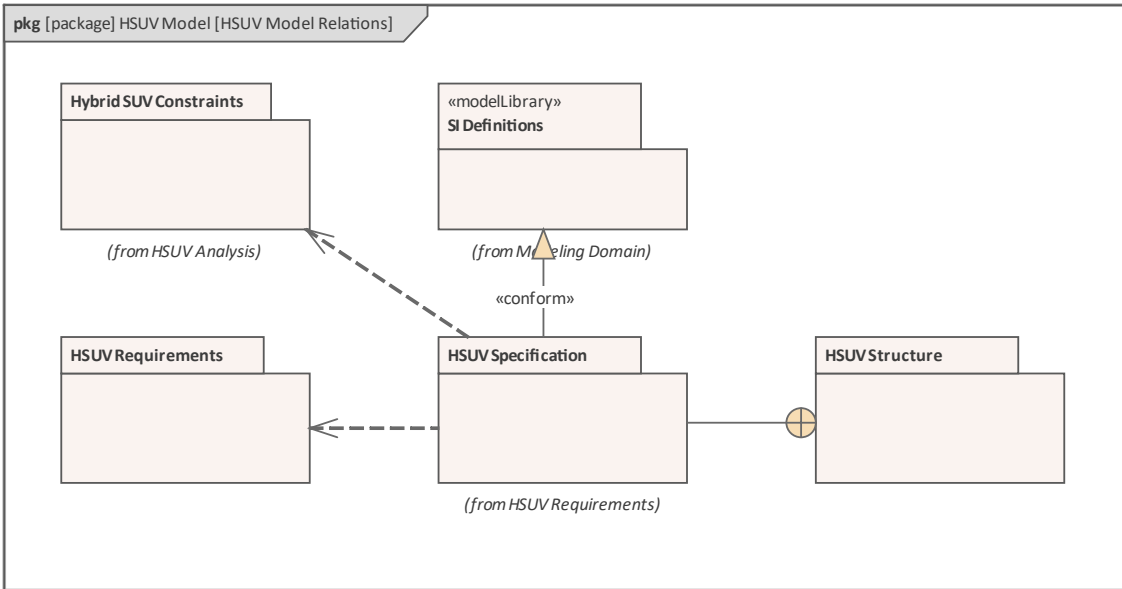 pkg [package] HSUV Model [HSUV Model Relations]
Hybrid SUV Constraints
«modelLibrary»
SI Definitions
(from HSUV Analysis)
(from Modeling Domain)
«conform»
HSUV Requirements
HSUV Specification
HSUV Structure
(from HSUV Requirements)